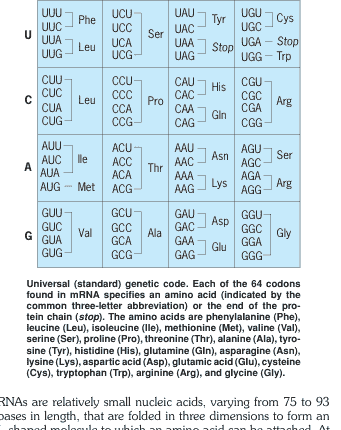 U
UUU
UUC
Phe
UUA
UUG
Leu
UCU
UCC
UCA
UCG
Ser
UAU
UAC
Tyr
UAA
UAG
Stop
UGU
UGC
Cys
UGA Stop
UGG Trp
C
CUU
CUC
CUA
CUG
Leu
CCU
CCC
CCA
CCG
Pro
CAU
CAC
His
CAA
CAG
Gln
CGU
CGC
CGA
CGG
Arg
A
AUU
AUC
AUA
Ile
AUG Met
ACU
ACC
ACA
ACG
Thr
AAU
AAC
Asn
AAA
AAG
Lys
AGU
AGC
Ser
AGA
AGG
Arg
G
GUU
GUC
GUA
GUG
Val
GCU
GCC
GCA
GCG
Ala
GAU
GAC
Asp
GAA
GAG
Glu
GGU
GGC
GGA
GGG
Gly
Universal (standard) genetic code. Each of the 64 codons
found in mRNA specifies an amino acid (indicated by the
common three-letter abbreviation) or the end of the pro-
tein chain (stop). The amino acids are phenylalanine (Phe),
leucine (Leu), isoleucine (Ile), methionine (Met), valine (Val),
serine (Ser), proline (Pro), threonine (Thr), alanine (Ala), tyro-
sine (Tyr), histidine (His), glutamine (Gln), asparagine (Asn),
lysine (Lys), aspartic acid (Asp), glutamic acid (Glu), cysteine
(Cys), tryptophan (Trp), arginine (Arg), and glycine (Gly).
RNAs are relatively small nucleic acids, varying from 75 to 93
bases in length, that are folded in three dimensions to form an
-shaped molecule to which an amino acid can be attached. At